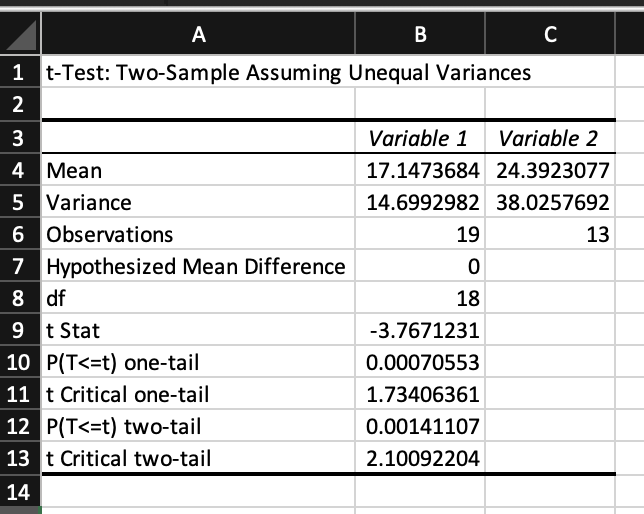 A B C
1 t-Test: Two-Sample Assuming Unequal Variances
2
3 Variable 1 Variable 2
4 Mean 17.1473684 24.3923077
5 Variance 14.6992982 38.0257692
6 Observations 19 13
7 Hypothesized Mean Difference 0
8 df 18
9 t Stat -3.7671231
10 P(T<=t) one-tail 0.00070553
11 t Critical one-tail 1.73406361
12 P(T<=t) two-tail 0.00141107
13 t Critical two-tail 2.10092204
14